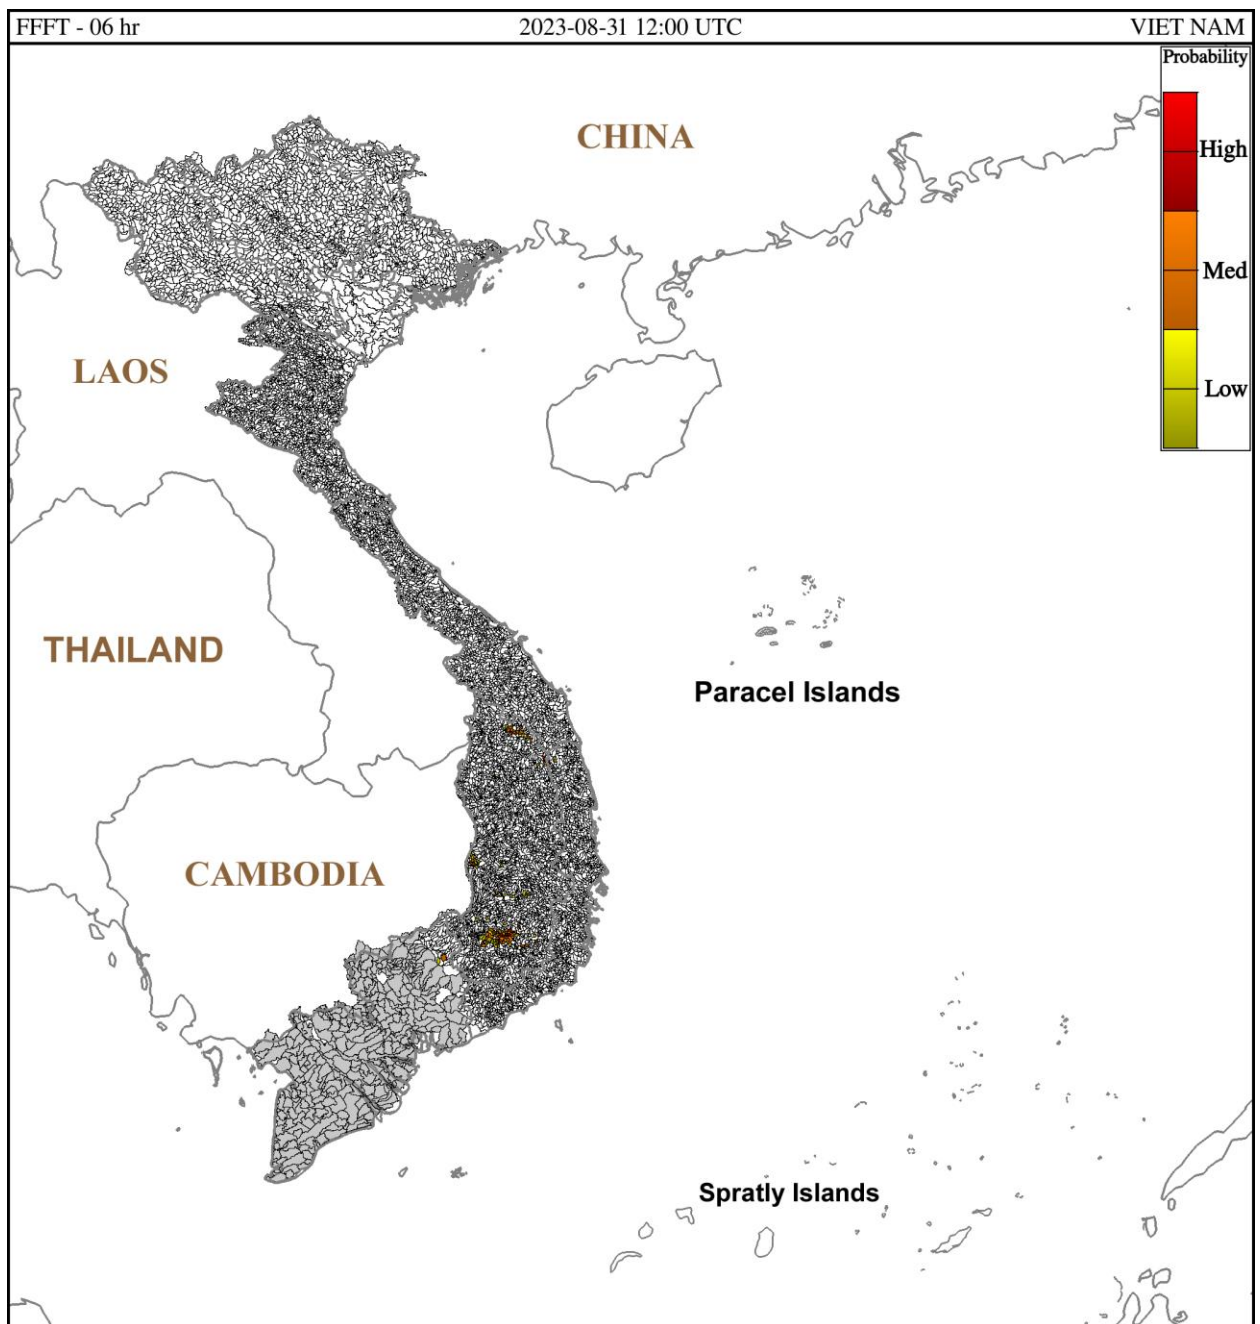 FFFT - 06 hr 2023-08-31 12:00 UTC VIET NAM
Probability
CHINA
High
Med
LAOS
Low
THAILAND
Paracel Islands
CAMBODIA
Spratly Islands